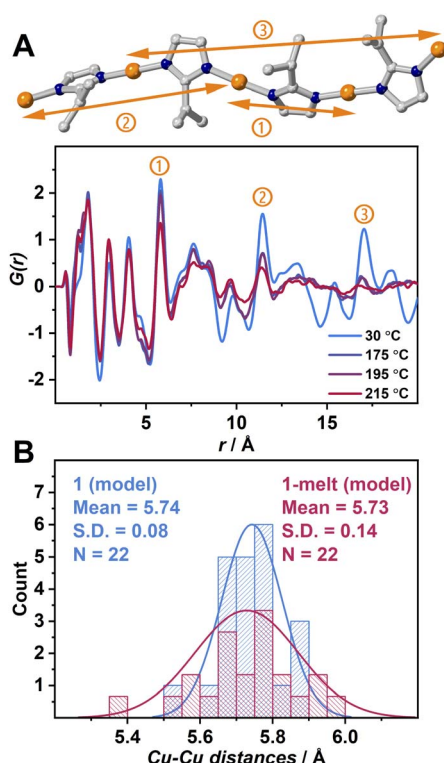 A
③
②
①
①
②
③
2
1
0
-1
-2
G(r)
30 °C
175 °C
195 °C
215 °C
5
10
15
r / Å
B
1 (model)
Mean = 5.74
S.D. = 0.08
N = 22
1-melt (model)
Mean = 5.73
S.D. = 0.14
N = 22
7
6
5
4
3
2
1
Count
5.4
5.6
5.8
6.0
Cu-Cu distances / Å